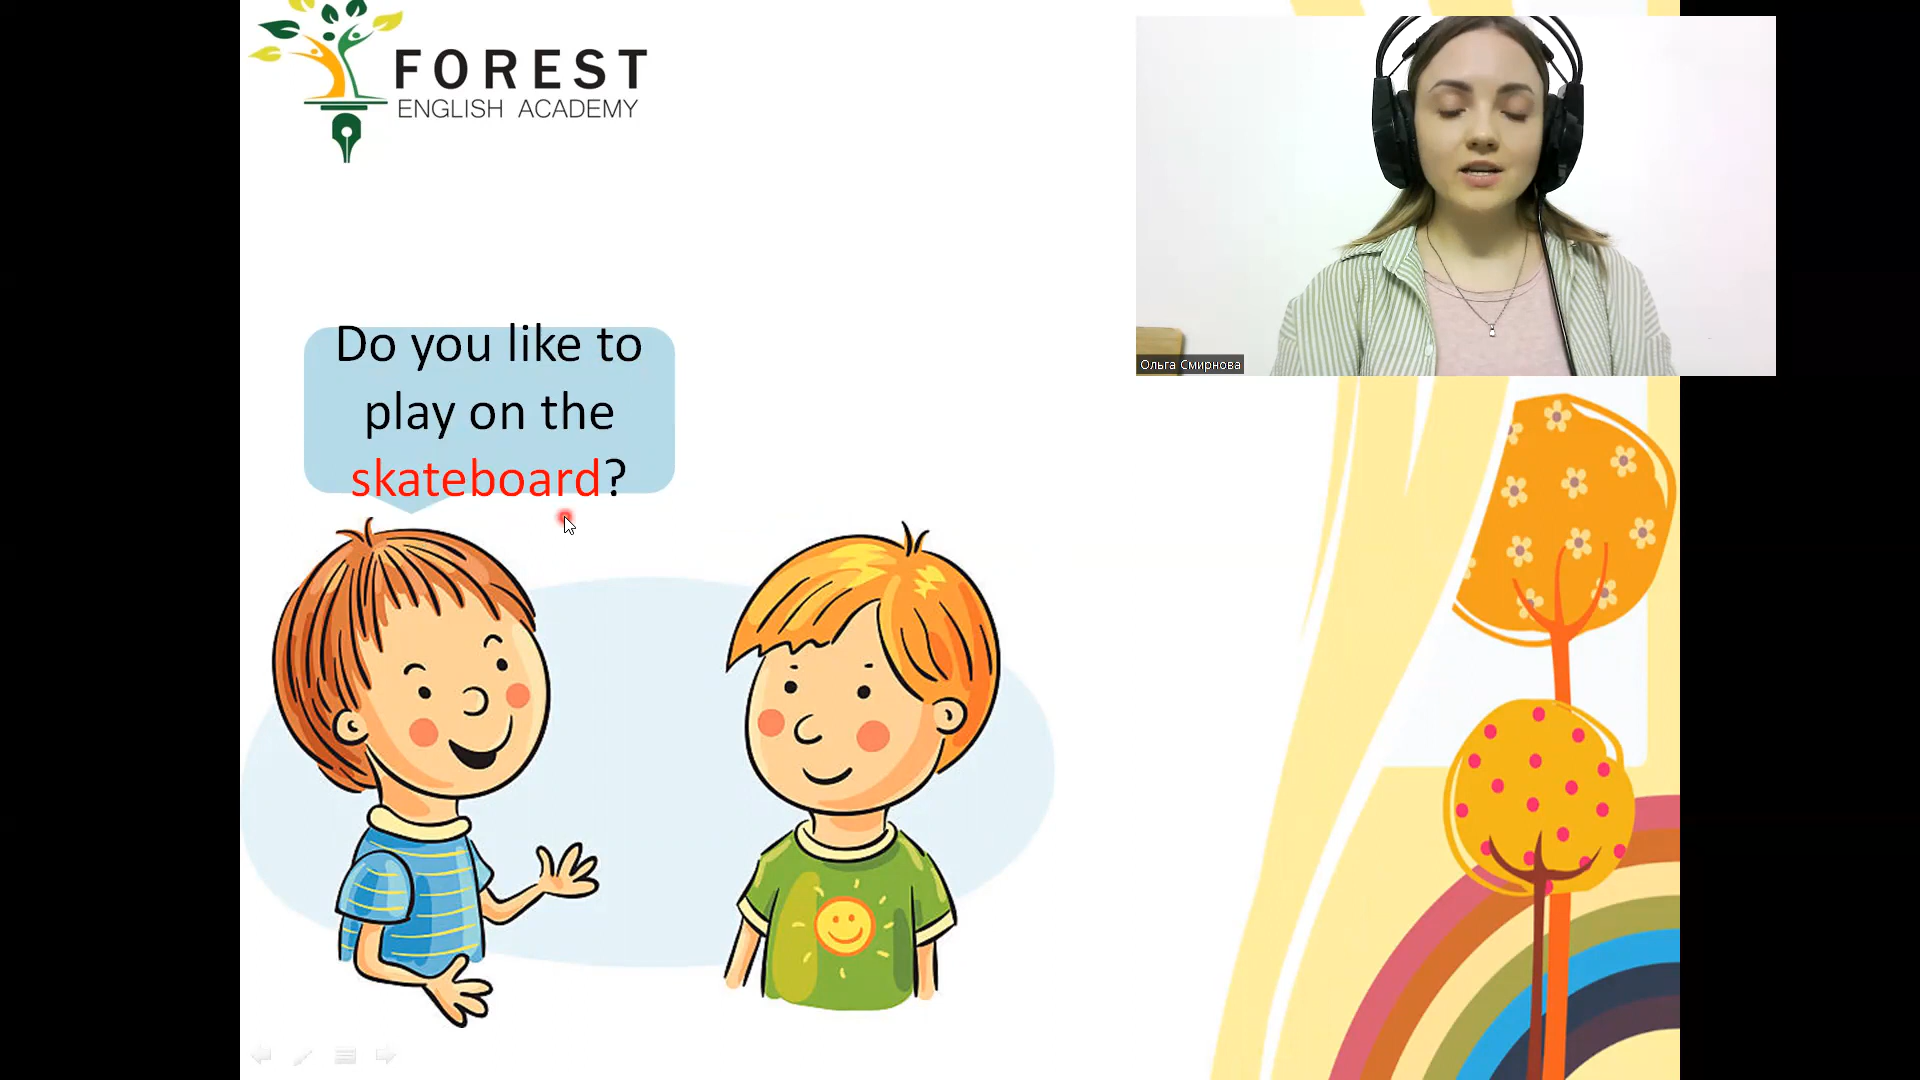 FOREST
ENGLISH ACADEMY
Ольга Смирнова
Do you like to
play on the
skateboard?